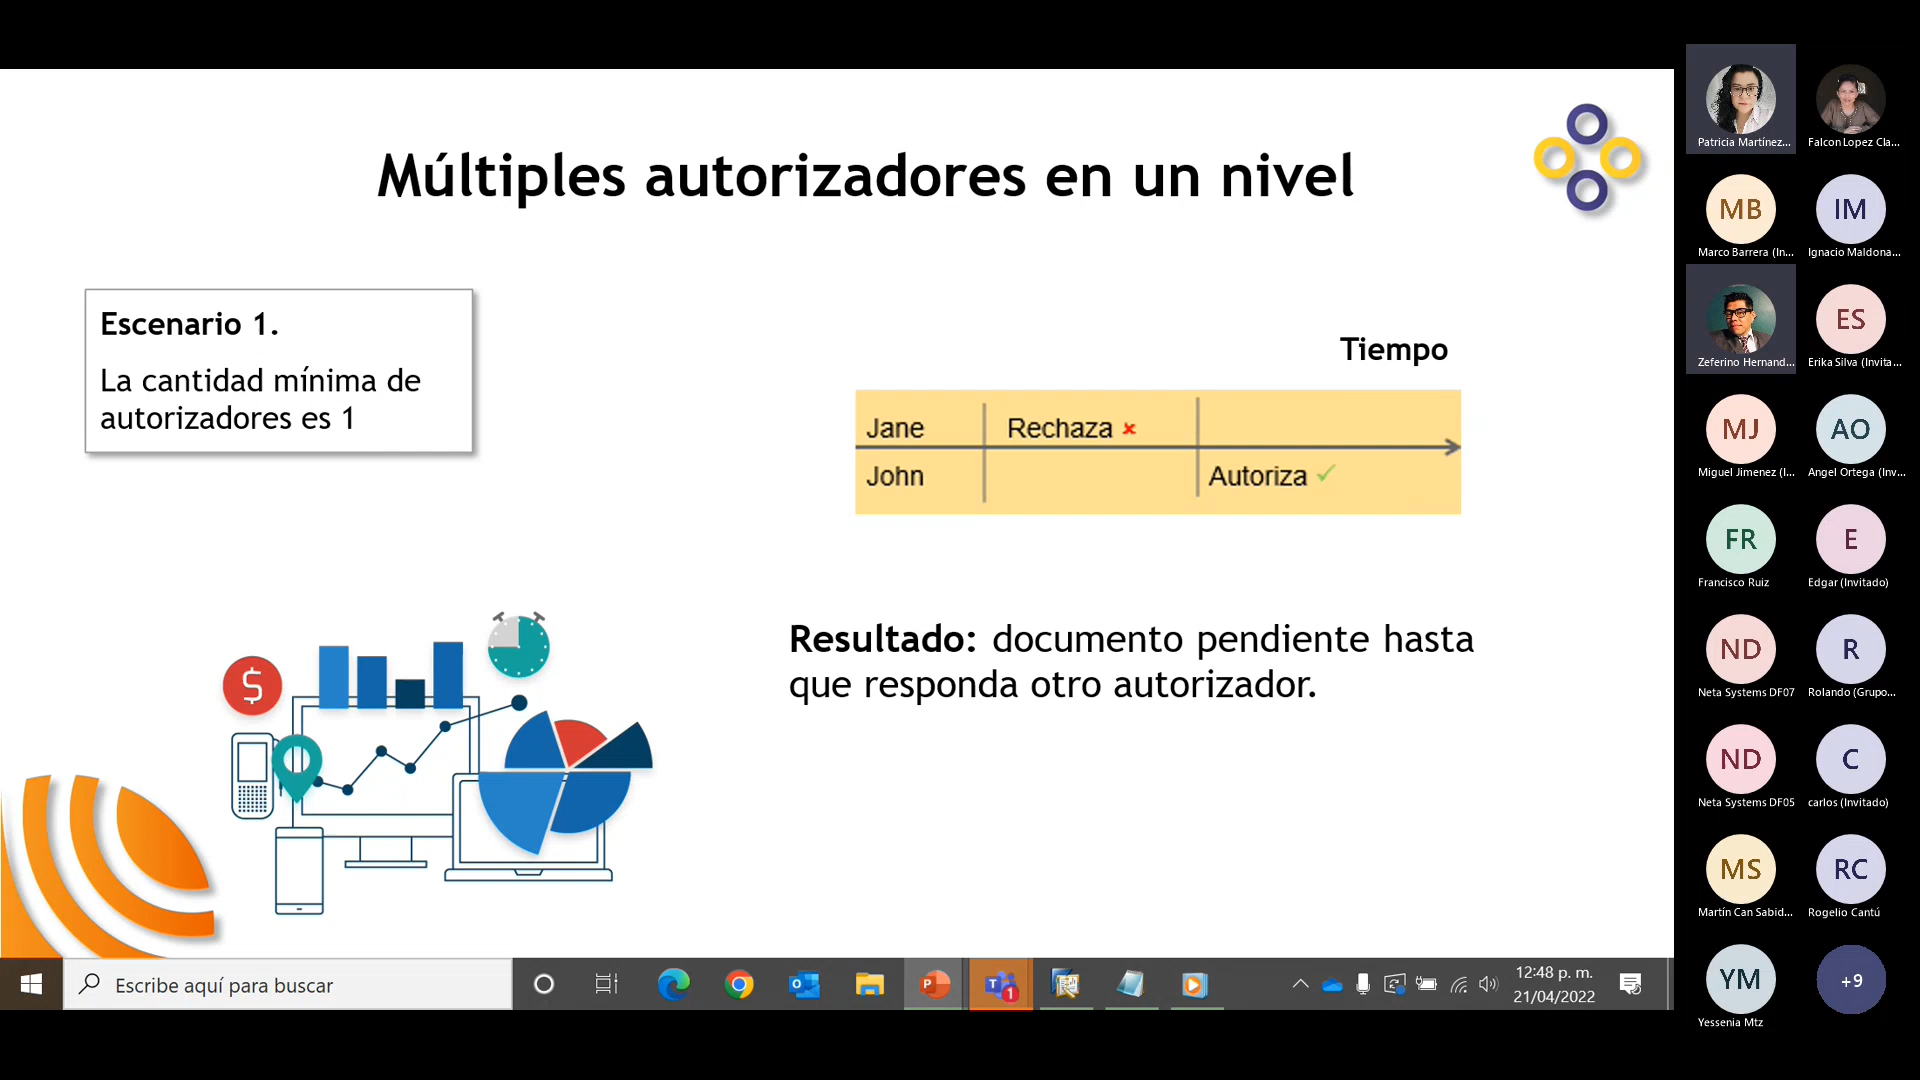 Múltiples autorizadores en un nivel
Escenario 1.
La cantidad mínima de
autorizadores es 1
Tiempo
Jane
Rechaza
John
Autoriza
Resultado: documento pendiente hasta
que responda otro autorizador.
$
Escribe aquí para buscar
1
12:48 p. m.
21/04/2022
Patricia Martínez...
Falcon Lopez Cla...
MB
IM
Marco Barrera (In...
Ignacio Maldona...
Zeferino Hernand...
ES
Erika Silva (Invita...
MJ
AO
Miguel Jimenez (I...
Angel Ortega (Inv...
FR
E
Francisco Ruiz
Edgar (Invitado)
ND
R
Neta Systems DF07
Rolando (Grupo...
ND
C
Neta Systems DF05
carlos (Invitado)
MS
RC
Martín Can Sabid...
Rogelio Cantú
YM
+9
Yessenia Mtz